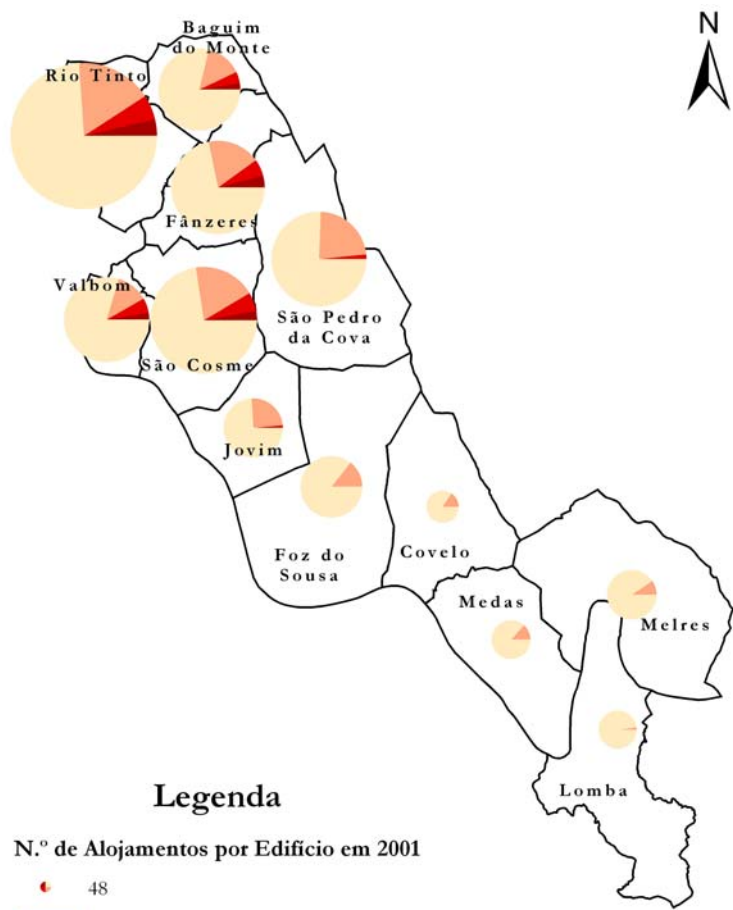 N
Baguim
do Monte
Rio Tinto
Fânzeres
Valbom
São Pedro
da Cova
São Cosme
Jovim
Foz do
Sousa
Covelo
Medas
Melres
Lomba
Legenda
N.º de Alojamentos por Edifício em 2001
48